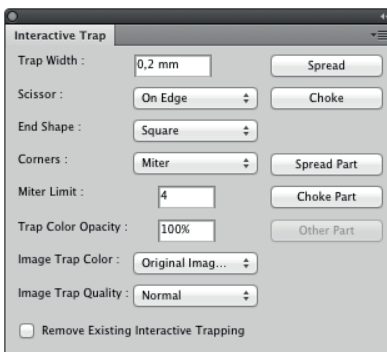 Interactive Trap
Trap Width : 0,2 mm Spread
Scissor : On Edge Choke
End Shape : Square
Corners : Miter Spread Part
Miter Limit : 4 Choke Part
Trap Color Opacity : 100% Other Part
Image Trap Color : Original Imag...
Image Trap Quality : Normal
Remove Existing Interactive Trapping